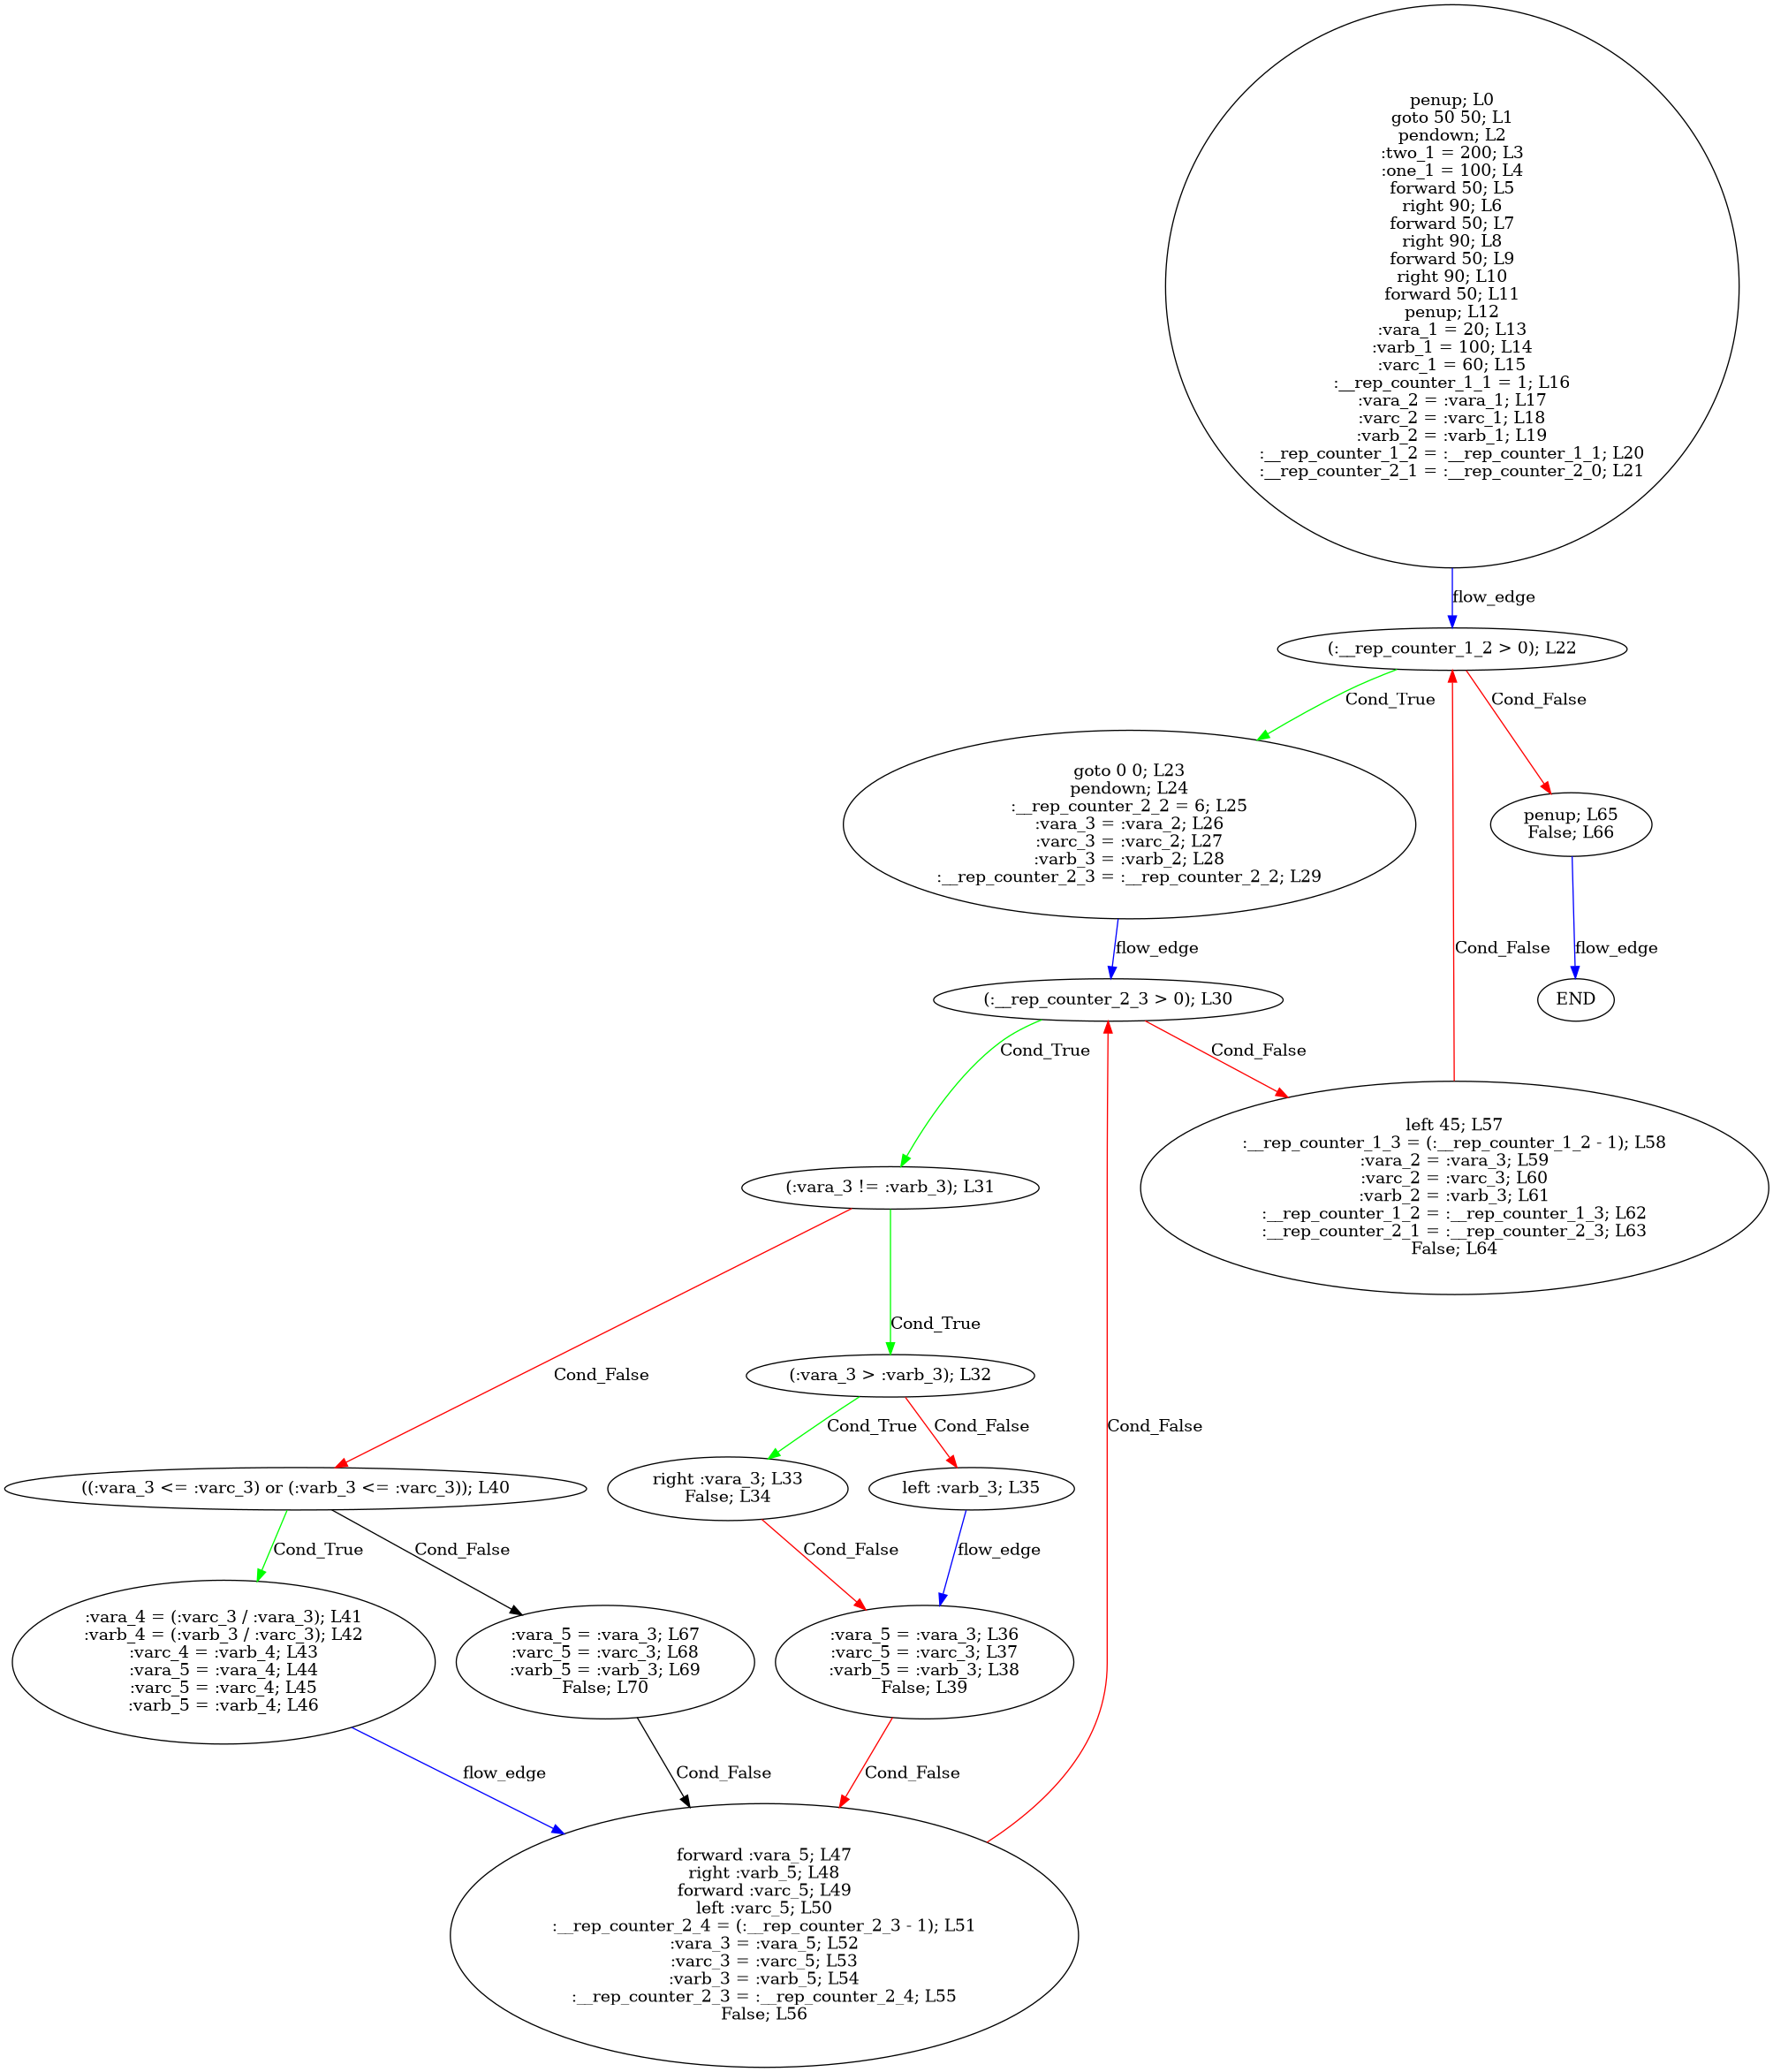 penup; L0
goto 50 50; L1
pendown; L2
:two_1 = 200; L3
:one_1 = 100; L4
forward 50; L5
right 90; L6
forward 50; L7
right 90; L8
forward 50; L9
right 90; L10
forward 50; L11
penup; L12
:vara_1 = 20; L13
:varb_1 = 100; L14
:varc_1 = 60; L15
:__rep_counter_1_1 = 1; L16
:vara_2 = :vara_1; L17
:varc_2 = :varc_1; L18
:varb_2 = :varb_1; L19
:__rep_counter_1_2 = :__rep_counter_1_1; L20
:__rep_counter_2_1 = :__rep_counter_2_0; L21
flow_edge
(:__rep_counter_1_2 > 0); L22
Cond_True
Cond_False
goto 0 0; L23
pendown; L24
:__rep_counter_2_2 = 6; L25
:vara_3 = :vara_2; L26
:varc_3 = :varc_2; L27
:varb_3 = :varb_2; L28
:__rep_counter_2_3 = :__rep_counter_2_2; L29
penup; L65
False; L66
flow_edge
Cond_False
flow_edge
(:__rep_counter_2_3 > 0); L30
END
Cond_True
Cond_False
(:vara_3 != :varb_3); L31
left 45; L57
:__rep_counter_1_3 = (:__rep_counter_1_2 - 1); L58
:vara_2 = :vara_3; L59
:varc_2 = :varc_3; L60
:varb_2 = :varb_3; L61
:__rep_counter_1_2 = :__rep_counter_1_3; L62
:__rep_counter_2_1 = :__rep_counter_2_3; L63
False; L64
Cond_True
Cond_False
(:vara_3 > :varb_3); L32
Cond_True
Cond_False
Cond_False
((:vara_3 <= :varc_3) or (:varb_3 <= :varc_3)); L40
right :vara_3; L33
False; L34
left :varb_3; L35
Cond_True
Cond_False
Cond_False
flow_edge
:vara_4 = (:varc_3 / :vara_3); L41
:varb_4 = (:varb_3 / :varc_3); L42
:varc_4 = :varb_4; L43
:vara_5 = :vara_4; L44
:varc_5 = :varc_4; L45
:varb_5 = :varb_4; L46
:vara_5 = :vara_3; L67
:varc_5 = :varc_3; L68
:varb_5 = :varb_3; L69
False; L70
:vara_5 = :vara_3; L36
:varc_5 = :varc_3; L37
:varb_5 = :varb_3; L38
False; L39
flow_edge
Cond_False
Cond_False
forward :vara_5; L47
right :varb_5; L48
forward :varc_5; L49
left :varc_5; L50
:__rep_counter_2_4 = (:__rep_counter_2_3 - 1); L51
:vara_3 = :vara_5; L52
:varc_3 = :varc_5; L53
:varb_3 = :varb_5; L54
:__rep_counter_2_3 = :__rep_counter_2_4; L55
False; L56